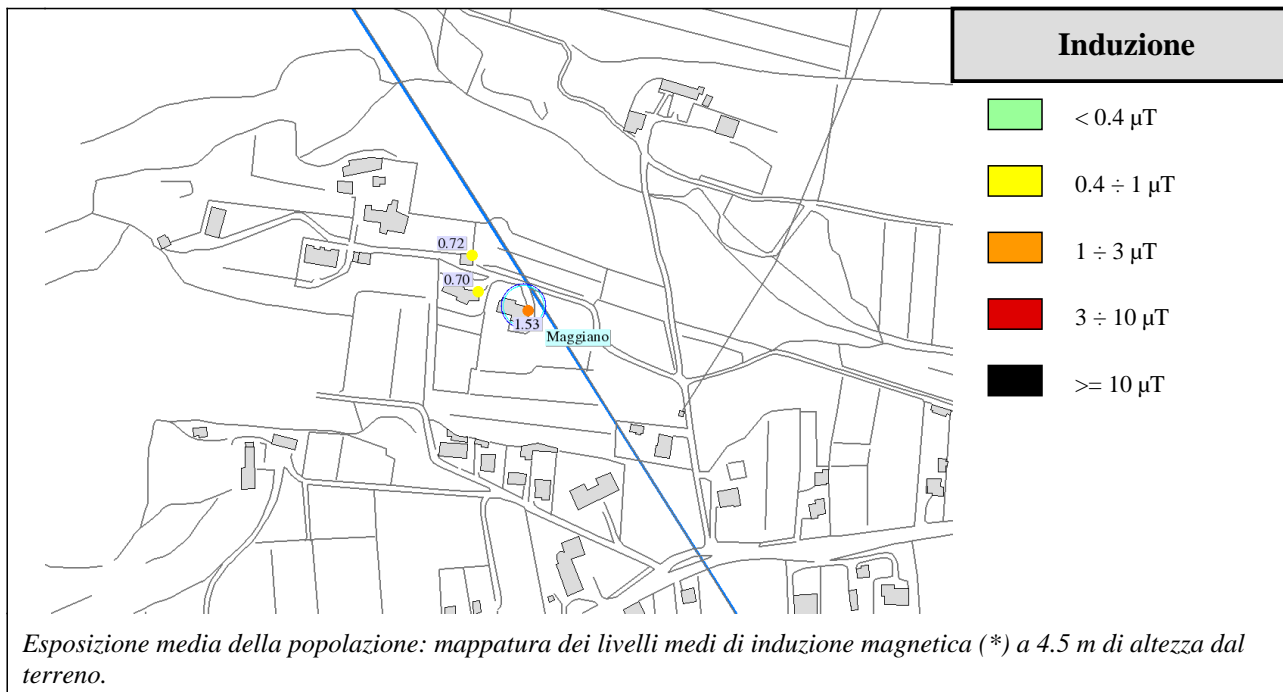 Induzione
< 0.4 µT
0.4 ÷ 1 µT
1 ÷ 3 µT
3 ÷ 10 µT
>= 10 µT
0.72
0.70
1.53
Maggiano
Esposizione media della popolazione: mappatura dei livelli medi di induzione magnetica (*) a 4.5 m di altezza dal
terreno.